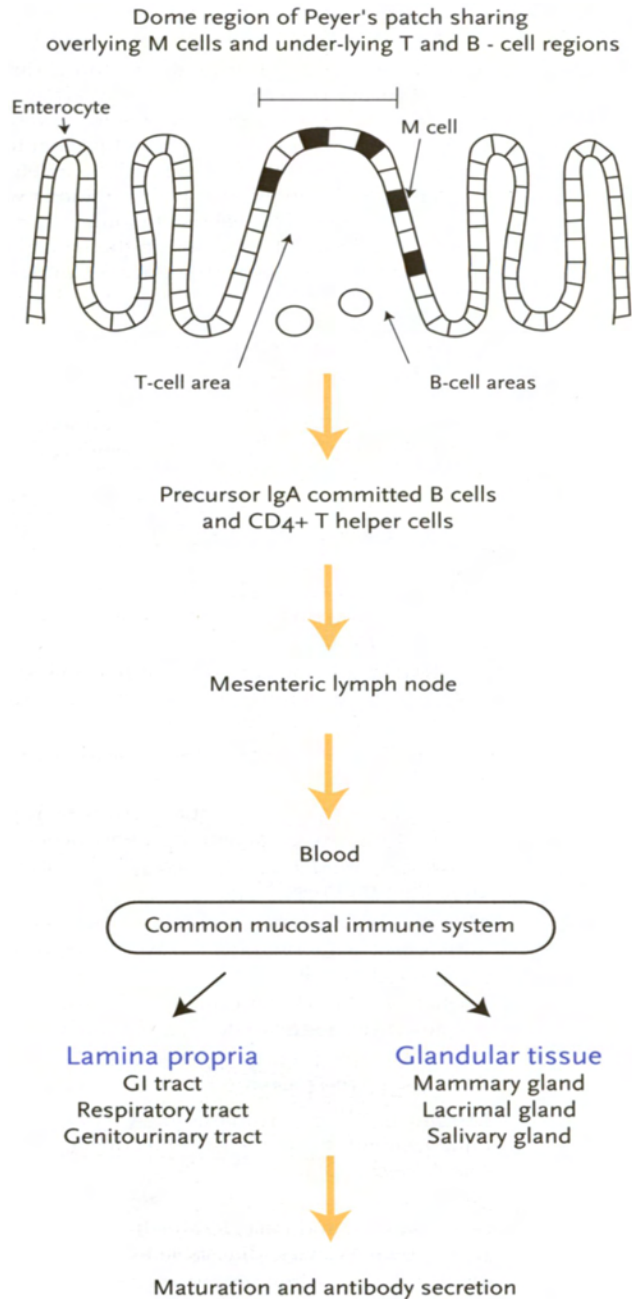 Dome region of Peyer's patch sharing
overlying M cells and under-lying T and B - cell regions
Enterocyte
M cell
T-cell area
B-cell areas
Precursor IgA committed B cells
and CD4+ T helper cells
Mesenteric lymph node
Blood
Common mucosal immune system
Lamina propria
GI tract
Respiratory tract
Genitourinary tract
Glandular tissue
Mammary gland
Lacrimal gland
Salivary gland
Maturation and antibody secretion